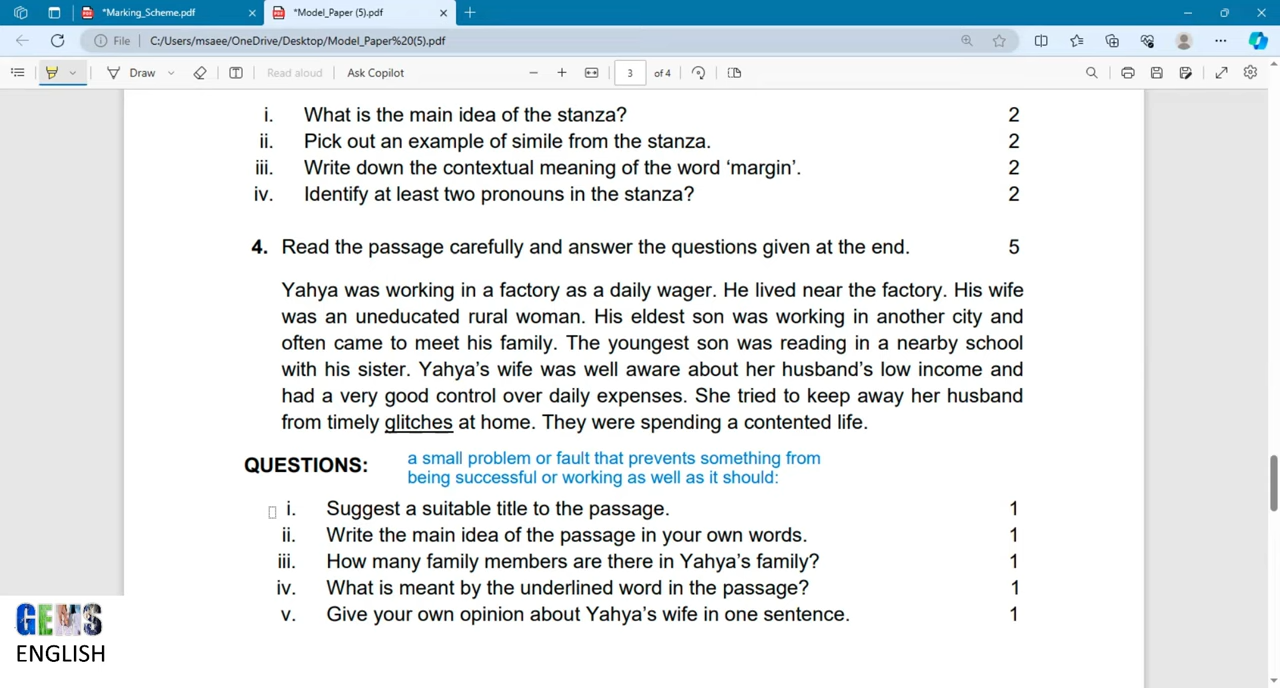 *Marking_Scheme.pdf
*Model_Paper (5).pdf
File
C:/Users/msaee/OneDrive/Desktop/Model_Paper%20(5).pdf
Draw
Read aloud
Ask Copilot
3
of 4
i. What is the main idea of the stanza? 2
ii. Pick out an example of simile from the stanza. 2
iii. Write down the contextual meaning of the word ‘margin’. 2
iv. Identify at least two pronouns in the stanza? 2
4. Read the passage carefully and answer the questions given at the end. 5
Yahya was working in a factory as a daily wager. He lived near the factory. His wife
was an uneducated rural woman. His eldest son was working in another city and
often came to meet his family. The youngest son was reading in a nearby school
with his sister. Yahya’s wife was well aware about her husband’s low income and
had a very good control over daily expenses. She tried to keep away her husband
from timely glitches at home. They were spending a contented life.
QUESTIONS:
a small problem or fault that prevents something from
being successful or working as well as it should:
i. Suggest a suitable title to the passage. 1
ii. Write the main idea of the passage in your own words. 1
iii. How many family members are there in Yahya’s family? 1
iv. What is meant by the underlined word in the passage? 1
v. Give your own opinion about Yahya’s wife in one sentence. 1
GEMS
ENGLISH